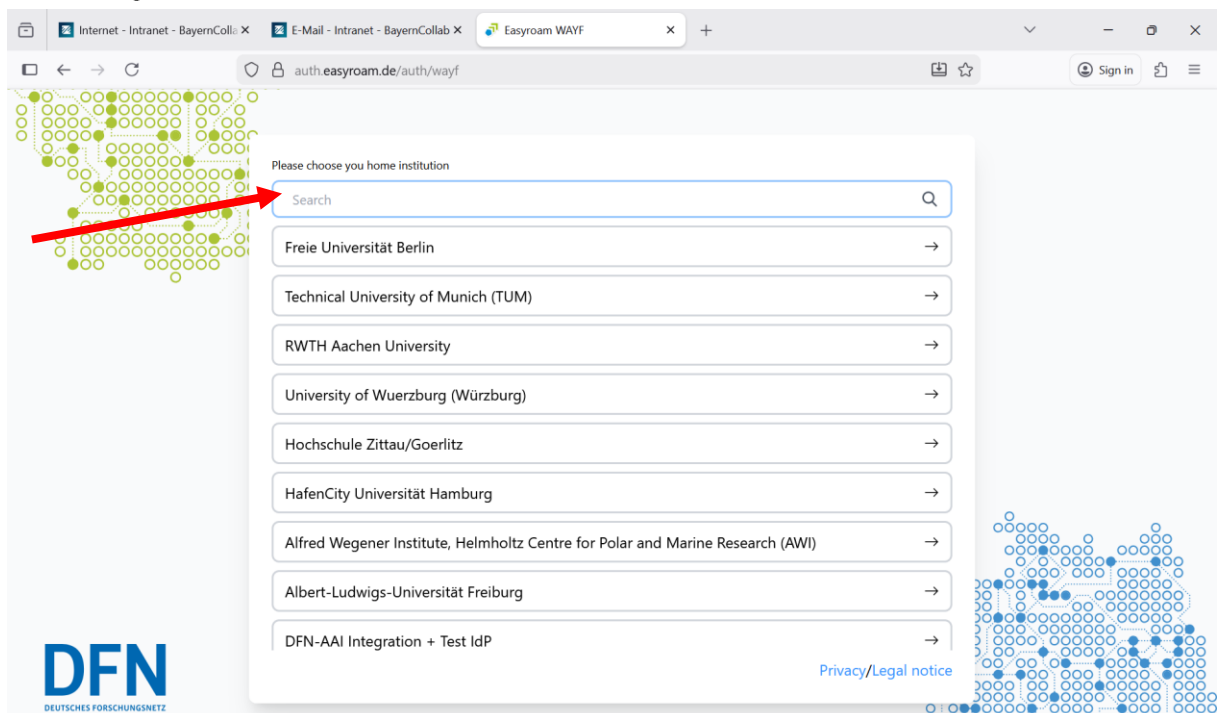 Internet - Intranet - BayernColla
E-Mail - Intranet - BayernCollab
Easyroam WAYF
auth.easyroam.de/auth/wayf
Sign in
Please choose you home institution
Search
Freie Universität Berlin
Technical University of Munich (TUM)
RWTH Aachen University
University of Wuerzburg (Würzburg)
Hochschule Zittau/Goerlitz
HafenCity Universität Hamburg
Alfred Wegener Institute, Helmholtz Centre for Polar and Marine Research (AWI)
Albert-Ludwigs-Universität Freiburg
DFN-AAI Integration + Test IdP
Privacy/Legal notice
DFN
DEUTSCHES FORSCHUNGSNETZ